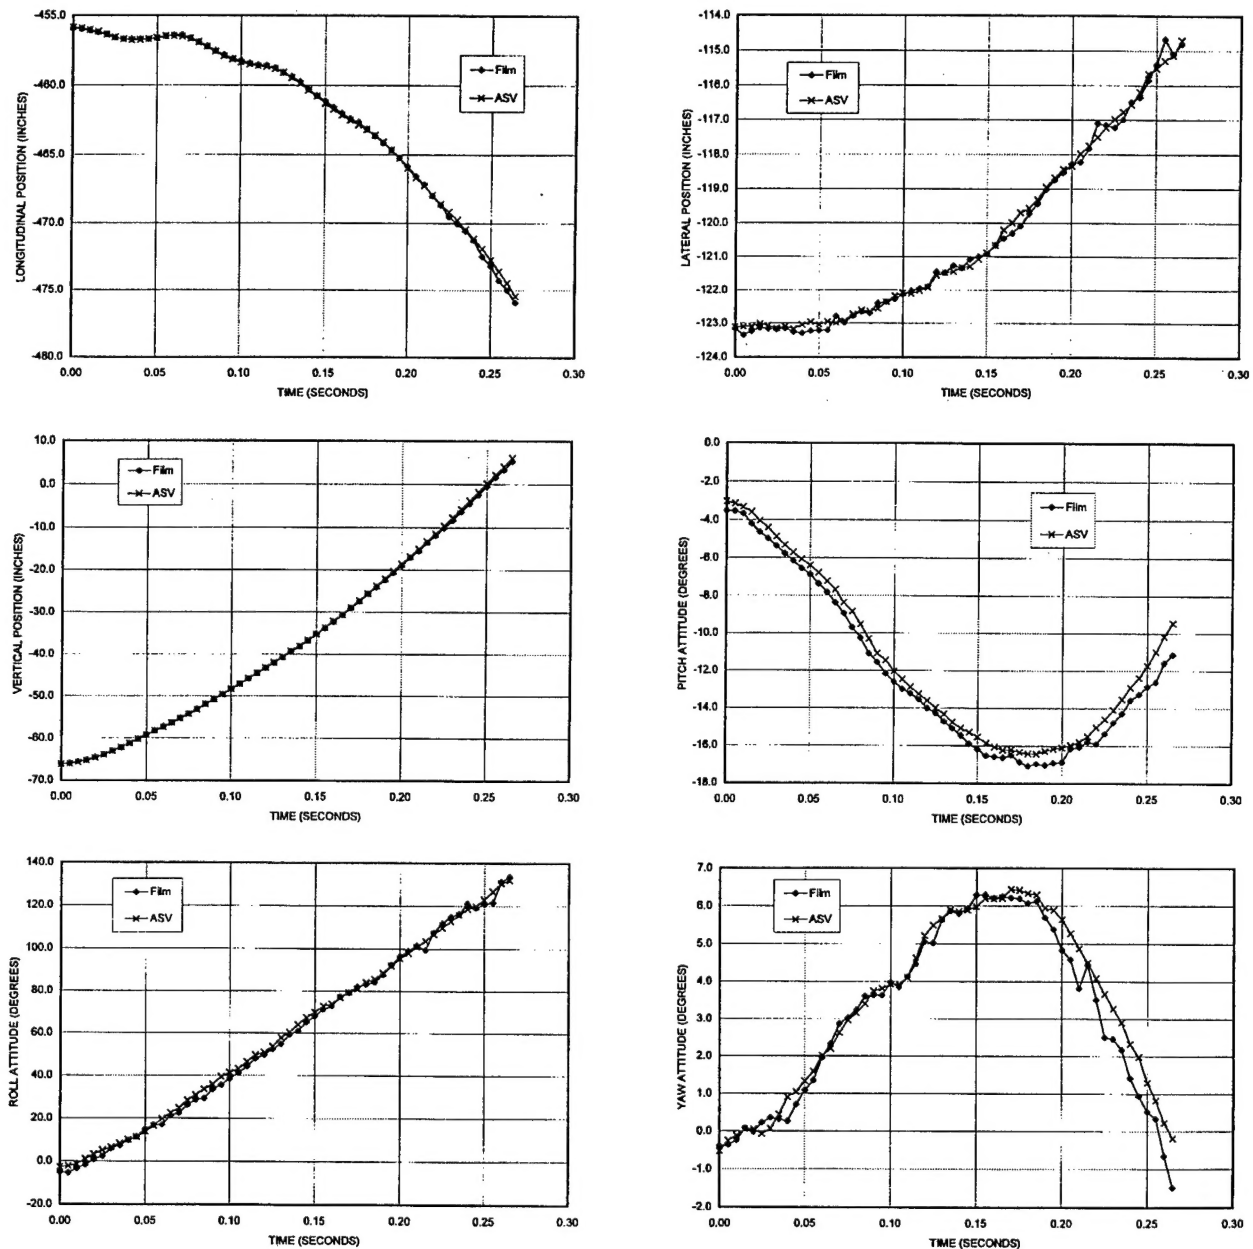 -455.0
-460.0
-465.0
-470.0
-475.0
-480.0
LONGITUDINAL POSITION (INCHES)
Film
ASV
0.00 0.05 0.10 0.15 0.20 0.25 0.30
TIME (SECONDS)
-114.0
-115.0
-116.0
-117.0
-118.0
-119.0
-120.0
-121.0
-122.0
-123.0
-124.0
LATERAL POSITION (INCHES)
Film
ASV
0.00 0.05 0.10 0.15 0.20 0.25 0.30
TIME (SECONDS)
10.0
0.0
-10.0
-20.0
-30.0
-40.0
-50.0
-60.0
-70.0
VERTICAL POSITION (INCHES)
Film
ASV
0.00 0.05 0.10 0.15 0.20 0.25 0.30
TIME (SECONDS)
0.0
-2.0
-4.0
-6.0
-8.0
-10.0
-12.0
-14.0
-16.0
-18.0
PITCH ATTITUDE (DEGREES)
Film
ASV
0.00 0.05 0.10 0.15 0.20 0.25 0.30
TIME (SECONDS)
140.0
120.0
100.0
80.0
60.0
40.0
20.0
0.0
-20.0
ROLL ATTITUDE (DEGREES)
Film
ASV
0.00 0.05 0.10 0.15 0.20 0.25 0.30
TIME (SECONDS)
7.0
6.0
5.0
4.0
3.0
2.0
1.0
0.0
-1.0
-2.0
YAW ATTITUDE (DEGREES)
Film
ASV
0.00 0.05 0.10 0.15 0.20 0.25 0.30
TIME (SECONDS)